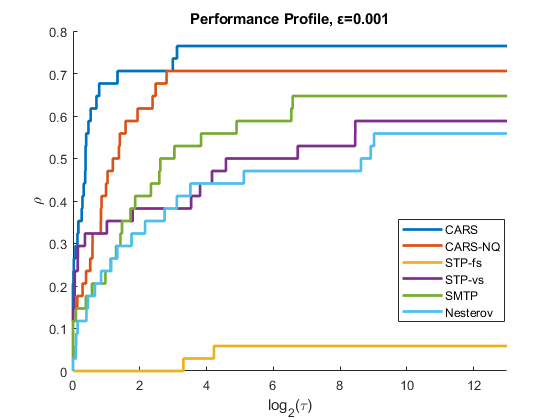 Performance Profile, ε=0.001
0.8
0.7
0.6
0.5
0.4
0.3
0.2
0.1
0
ρ
CARS
CARS-NQ
STP-fs
STP-vs
SMTP
Nesterov
0 2 4 6 8 10 12
log2(τ)